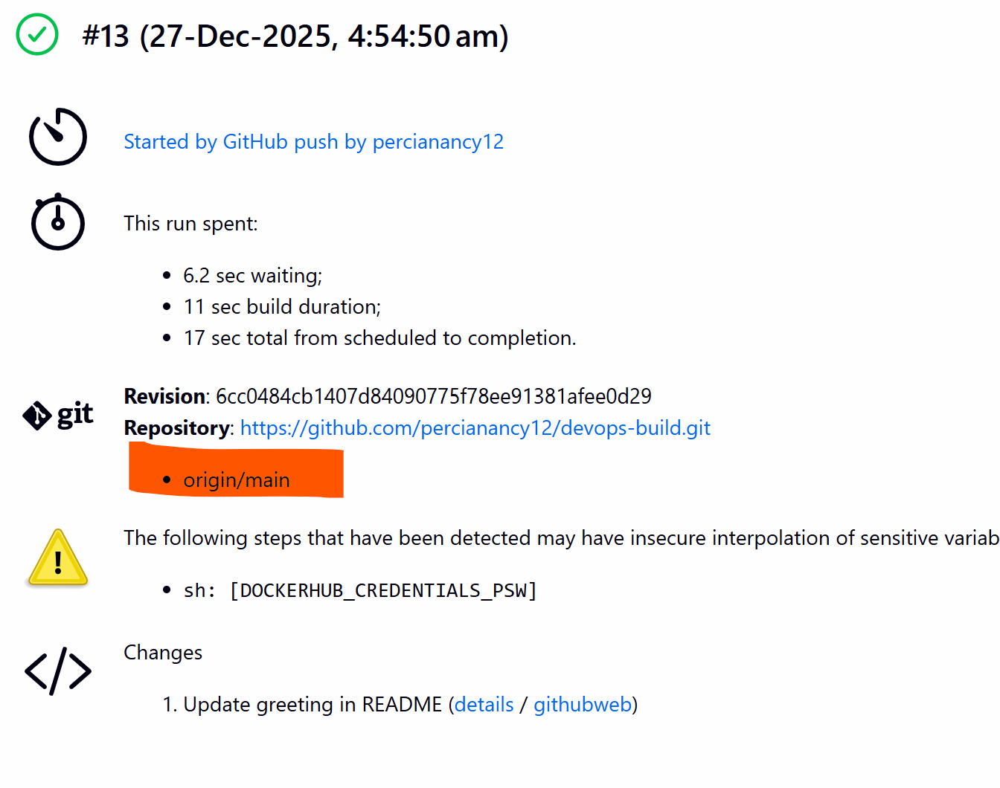 #13 (27-Dec-2025, 4:54:50 am)
Started by GitHub push by percianancy12
This run spent:
• 6.2 sec waiting;
• 11 sec build duration;
• 17 sec total from scheduled to completion.
git
Revision: 6cc0484cb1407d84090775f78ee91381afee0d29
Repository: https://github.com/percianancy12/devops-build.git
• origin/main
The following steps that have been detected may have insecure interpolation of sensitive variab
• sh: [DOCKERHUB_CREDENTIALS_PSW]
Changes
1. Update greeting in README (details / githubweb)